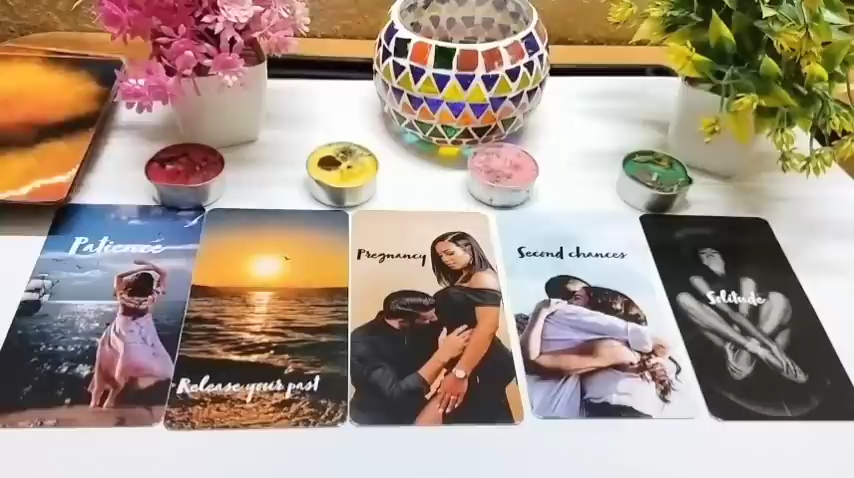 Patience
Release your past
Pregnancy
Second chances
Solitude